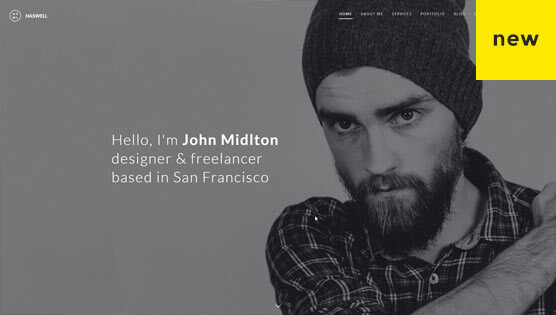 HASWELL
HOME ABOUT ME SERVICES PORTFOLIO BLOG
new
Hello, I'm John Midlton
designer & freelancer
based in San Francisco